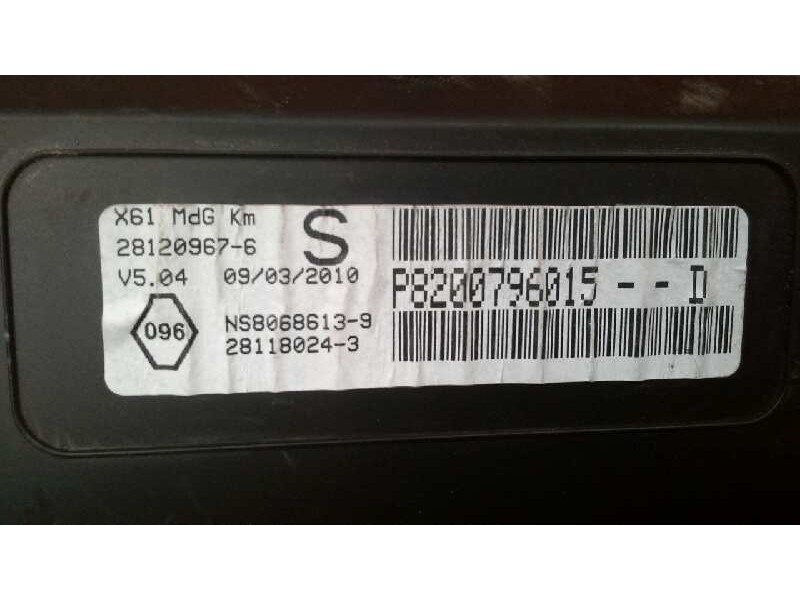 X61 MdG Km
S
28120967-6
V5.04 09/03/2010
P8200796015 - - D
096
NS8068613-9
28118024-3